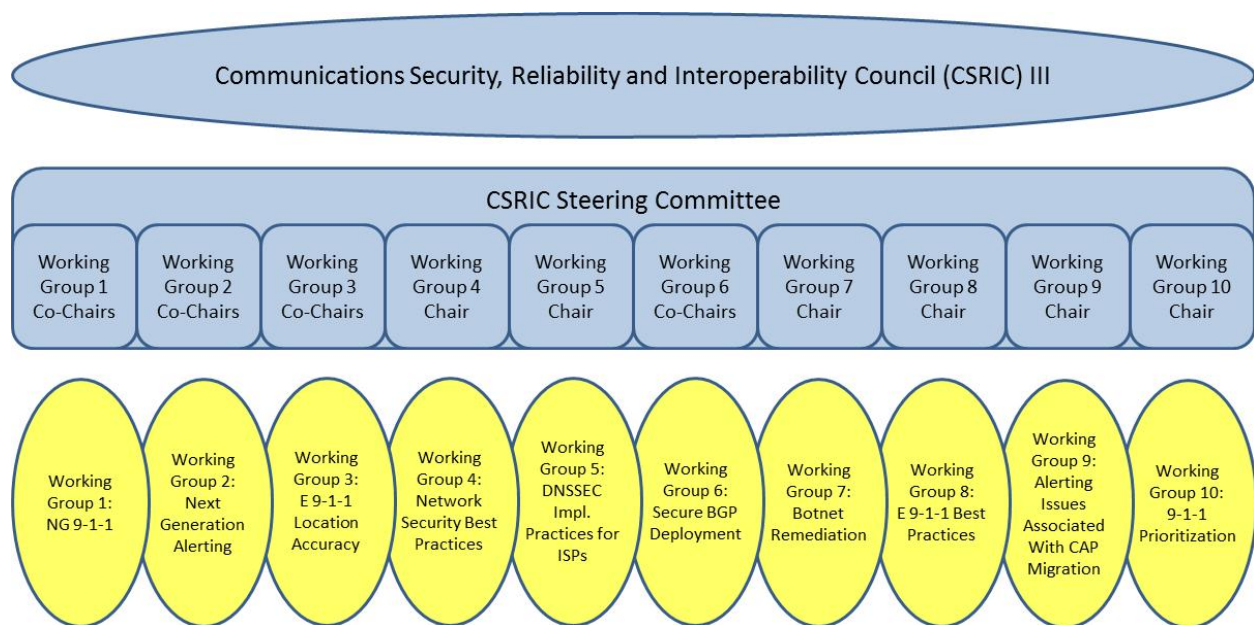 Communications Security, Reliability and Interoperability Council (CSRIC) III
CSRIC Steering Committee
Working
Group 1
Co-Chairs
Working
Group 2
Co-Chairs
Working
Group 3
Co-Chairs
Working
Group 4
Chair
Working
Group 5
Chair
Working
Group 6
Co-Chairs
Working
Group 7
Chair
Working
Group 8
Chair
Working
Group 9
Chair
Working
Group 10
Chair
Working
Group 1:
NG 9-1-1
Working
Group 2:
Next
Generation
Alerting
Working
Group 3:
E 9-1-1
Location
Accuracy
Working
Group 4:
Network
Security Best
Practices
Working
Group 5:
DNSSEC
Impl.
Practices for
ISPs
Working
Group 6:
Secure BGP
Deployment
Working
Group 7:
Botnet
Remediation
Working
Group 8:
E 9-1-1 Best
Practices
Working
Group 9:
Alerting
Issues
Associated
With CAP
Migration
Working
Group 10:
9-1-1
Prioritization